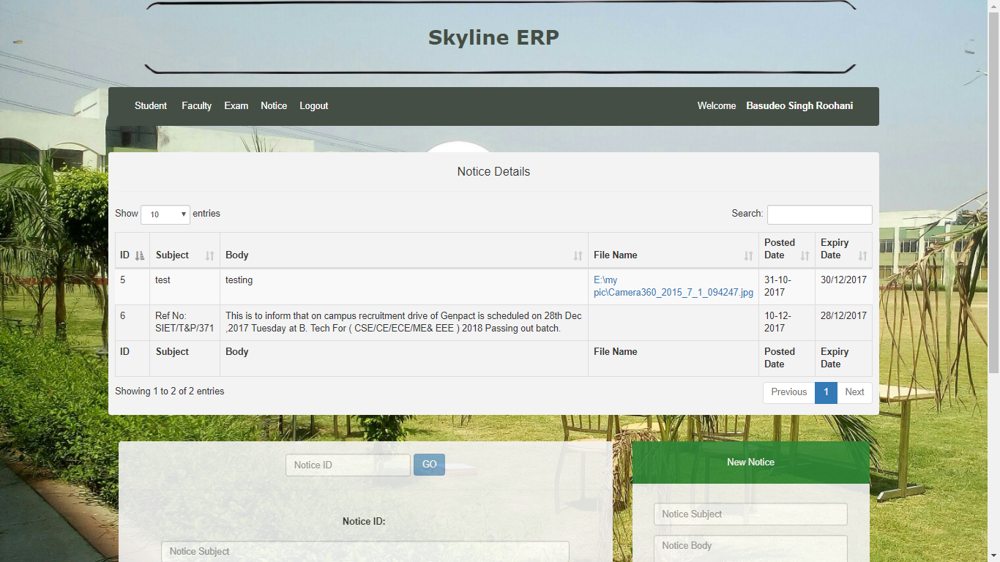 Skyline ERP
Student Faculty Exam Notice Logout Welcome Basudeo Singh Roohani
Notice Details
Show 10 entries Search:
ID Subject Body File Name Posted Date Expiry Date
5 test testing E:\my pic\Camera360_2015_7_1_094247.jpg 31-10-2017 30/12/2017
6 Ref No: SIET/T&P/371 This is to inform that on campus recruitment drive of Genpact is scheduled on 28th Dec ,2017 Tuesday at B. Tech For ( CSE/CE/ECE/ME& EEE ) 2018 Passing out batch. 10-12-2017 28/12/2017
ID Subject Body File Name Posted Date Expiry Date
Showing 1 to 2 of 2 entries Previous 1 Next
Notice ID GO
Notice ID:
Notice Subject
New Notice
Notice Subject
Notice Body